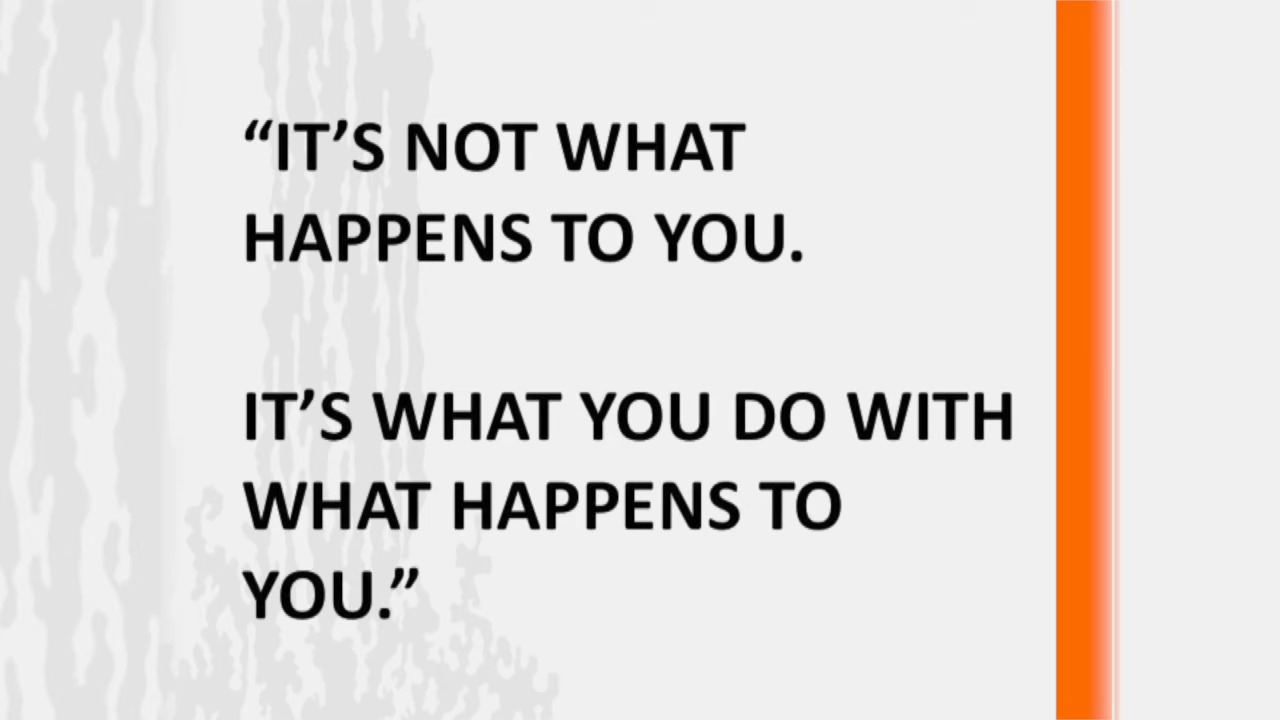 “IT’S NOT WHAT
HAPPENS TO YOU.
IT’S WHAT YOU DO WITH
WHAT HAPPENS TO
YOU.”